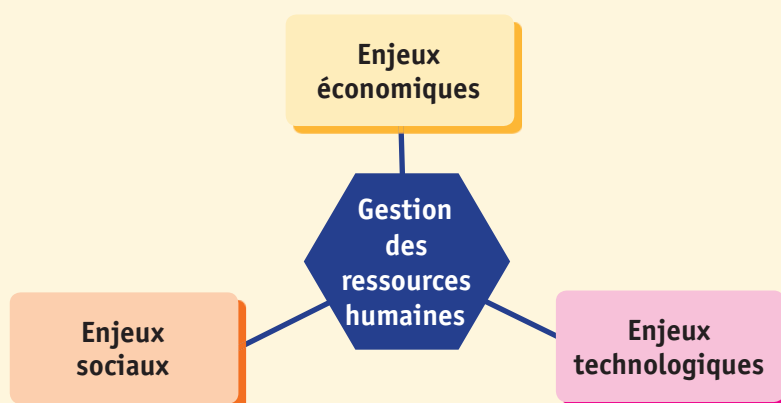 Enjeux
économiques
Gestion
des
ressources
humaines
Enjeux
sociaux
Enjeux
technologiques